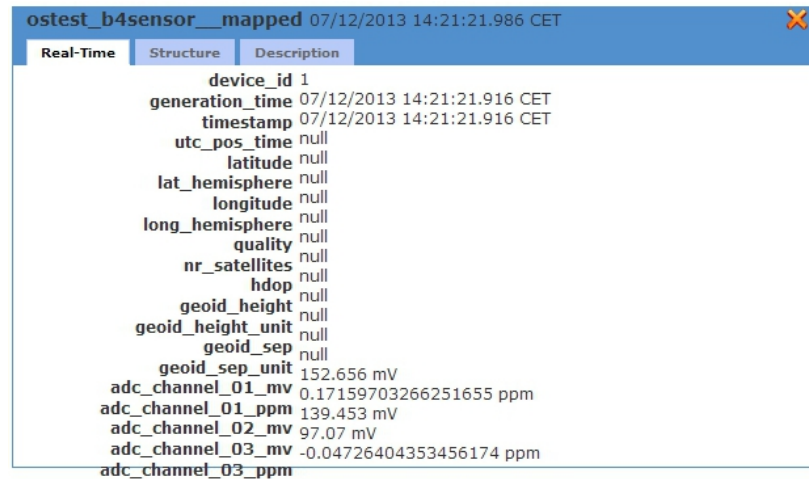 ostest_b4sensor__mapped 07/12/2013 14:21:21.986 CET
Real-Time Structure Description
device_id 1
generation_time 07/12/2013 14:21:21.916 CET
timestamp 07/12/2013 14:21:21.916 CET
utc_pos_time null
latitude null
lat_hemisphere null
longitude null
long_hemisphere null
quality null
nr_satellites null
hdop null
geoid_height null
geoid_height_unit null
geoid_sep null
geoid_sep_unit null
adc_channel_01_mv 152.656 mV
adc_channel_01_ppm 0.17159703266251655 ppm
adc_channel_02_mv 139.453 mV
adc_channel_03_mv 97.07 mV
adc_channel_03_ppm -0.04726404353456174 ppm